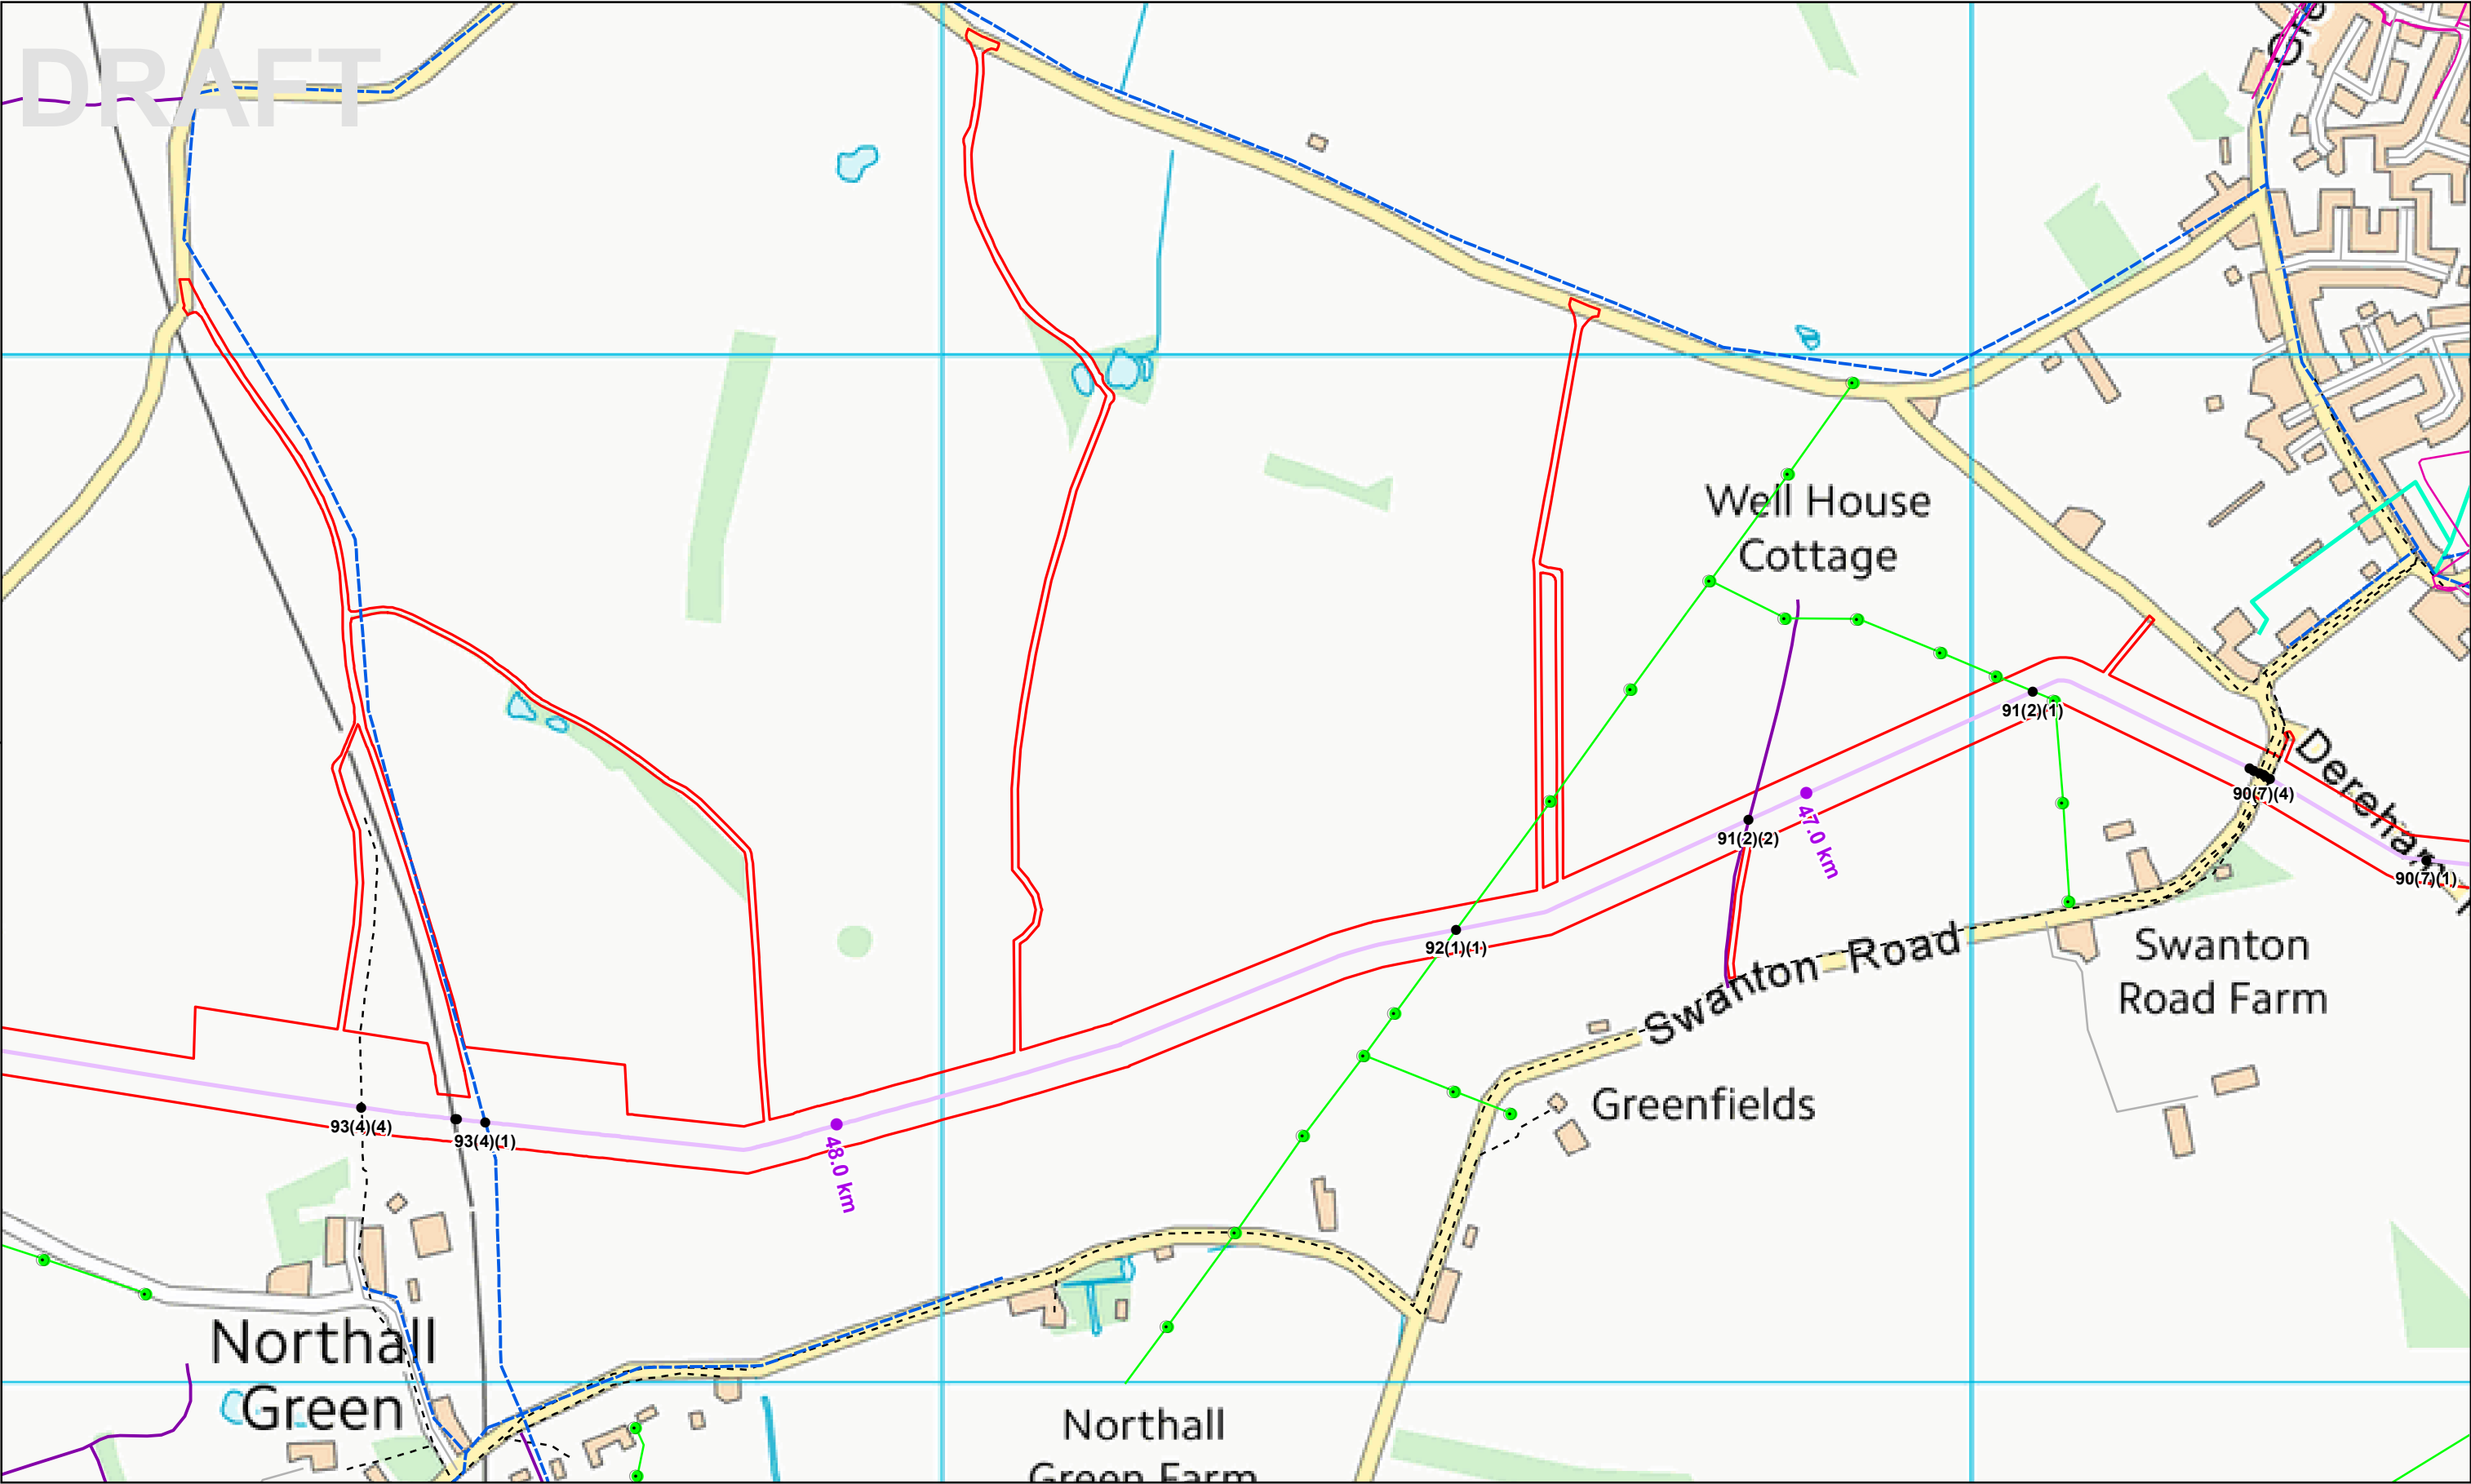 DRAFT
Well House
Cottage
91(2)(1)
Dereham
90(7)(4)
47.0 km
91(2)(2)
90(7)(1)
92(1)(1)
Swanton Road
Swanton
Road Farm
Greenfields
93(4)(4)
93(4)(1)
48.0 km
Northall
Green
Northall
Green Farm